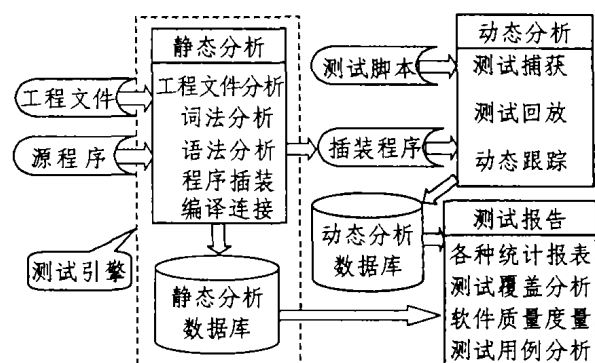 静态分析
工程文件分析
词法分析
语法分析
程序插装
编译连接
工程文件
源程序
测试引擎
静态分析
数据库
测试脚本
插装程序
动态分析
测试捕获
测试回放
动态跟踪
动态分析
数据库
测试报告
各种统计报表
测试覆盖分析
软件质量度量
测试用例分析